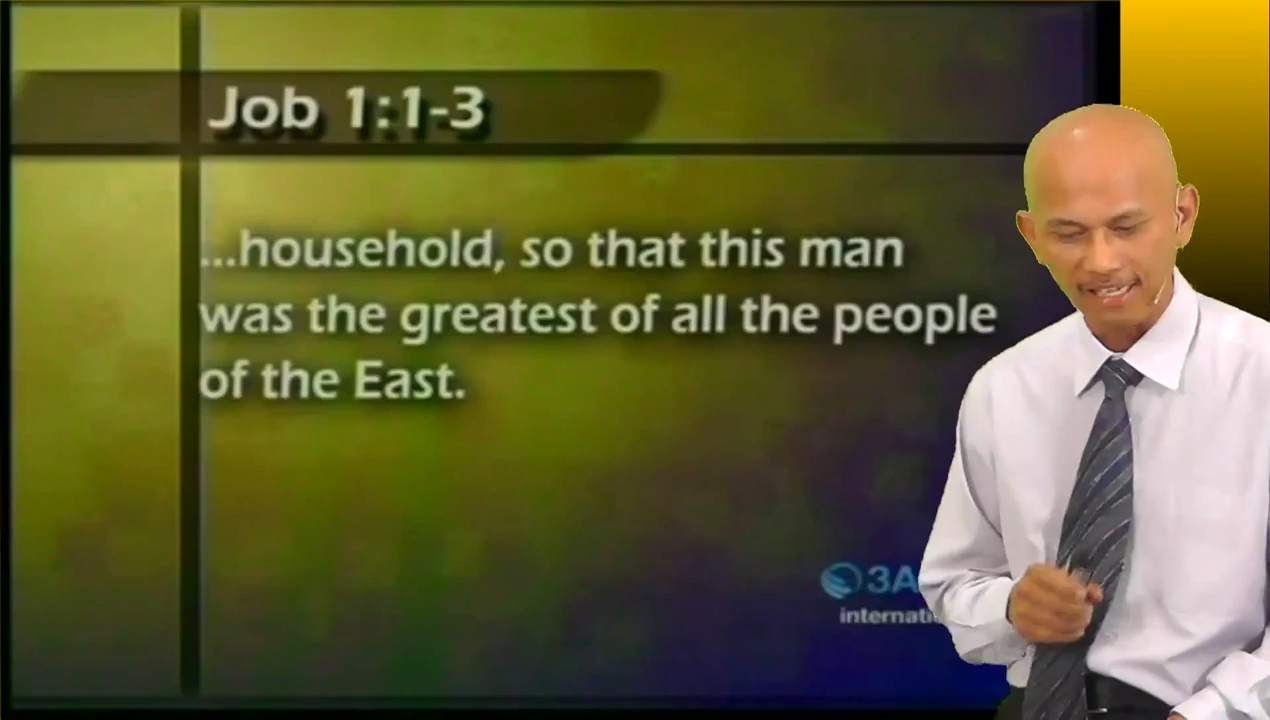 Job 1:1-3
...household, so that this man
was the greatest of all the people
of the East.
3A